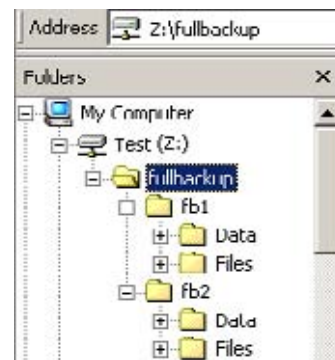 Address Z:\fullbackup
Folders
My Computer
Test (Z:)
fullbackup
fb1
Data
Files
fb2
Data
Files